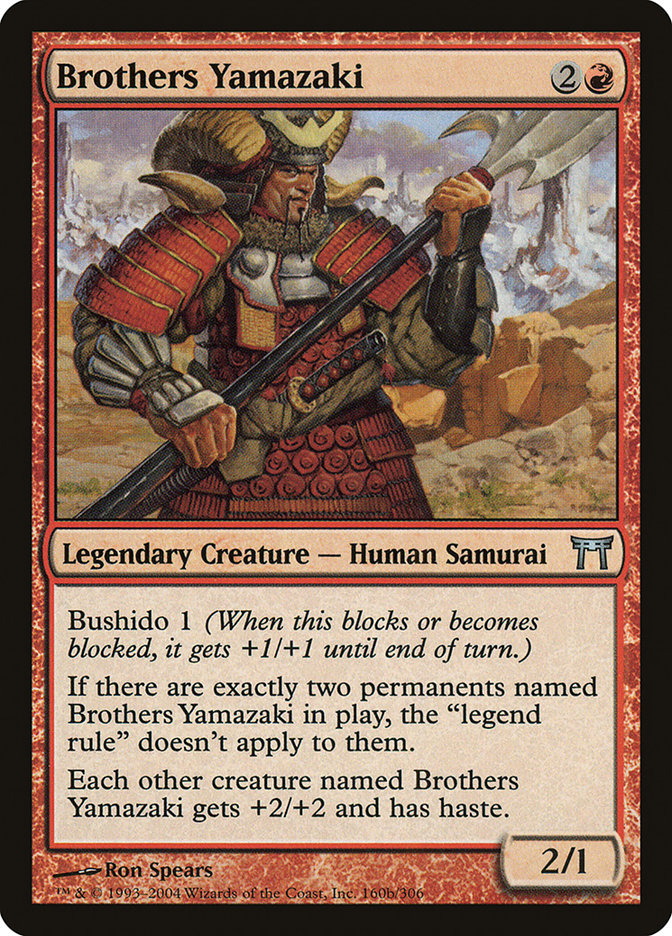 Brothers Yamazaki 2
Legendary Creature — Human Samurai
Bushido 1 (When this blocks or becomes
blocked, it gets +1/+1 until end of turn.)
If there are exactly two permanents named
Brothers Yamazaki in play, the “legend
rule” doesn’t apply to them.
Each other creature named Brothers
Yamazaki gets +2/+2 and has haste.
2/1
Ron Spears
™ & © 1993–2004 Wizards of the Coast, Inc. 160b/306